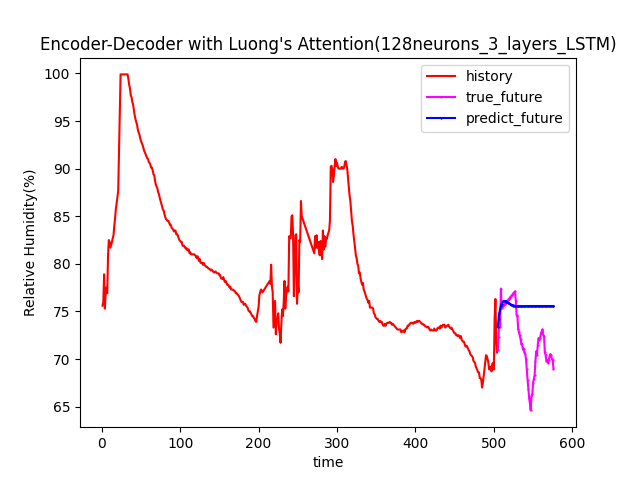 Encoder-Decoder with Luong's Attention(128neurons_3_layers_LSTM)
history
true_future
predict_future
Relative Humidity(%)
100
95
90
85
80
75
70
65
0 100 200 300 400 500 600
time